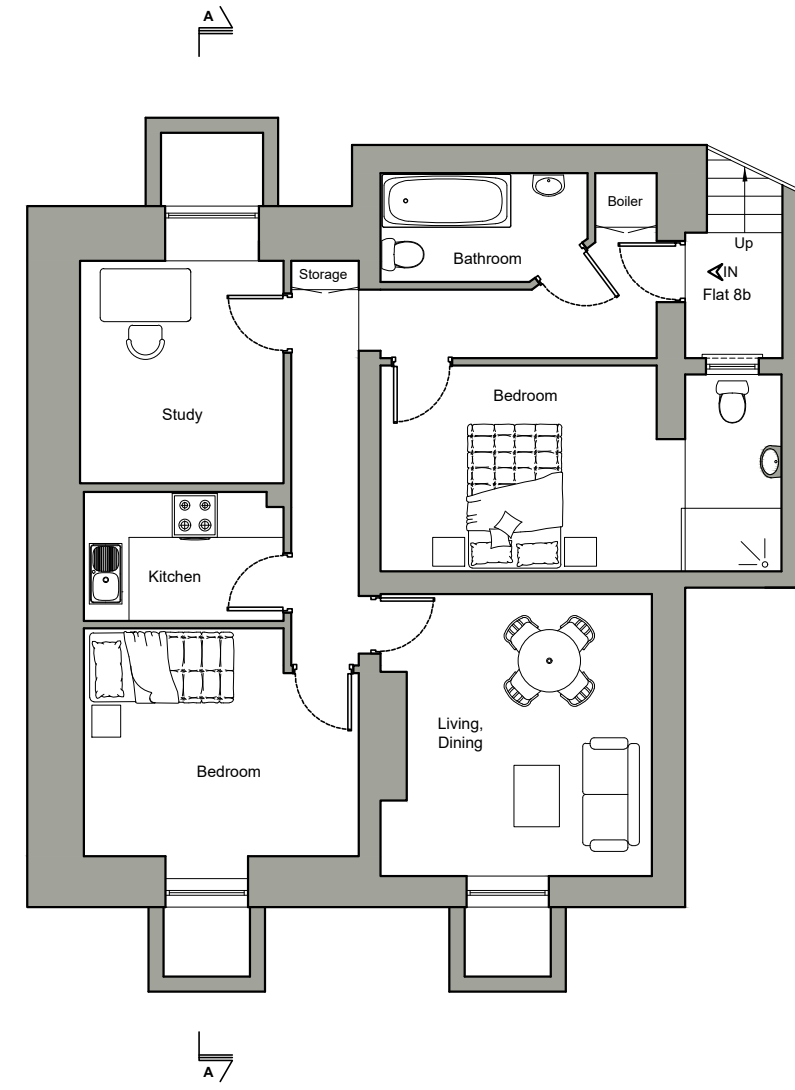 A
Boiler
Bathroom
Up
Storage
IN
Flat 8b
Bedroom
Study
Kitchen
Living,
Dining
Bedroom
A